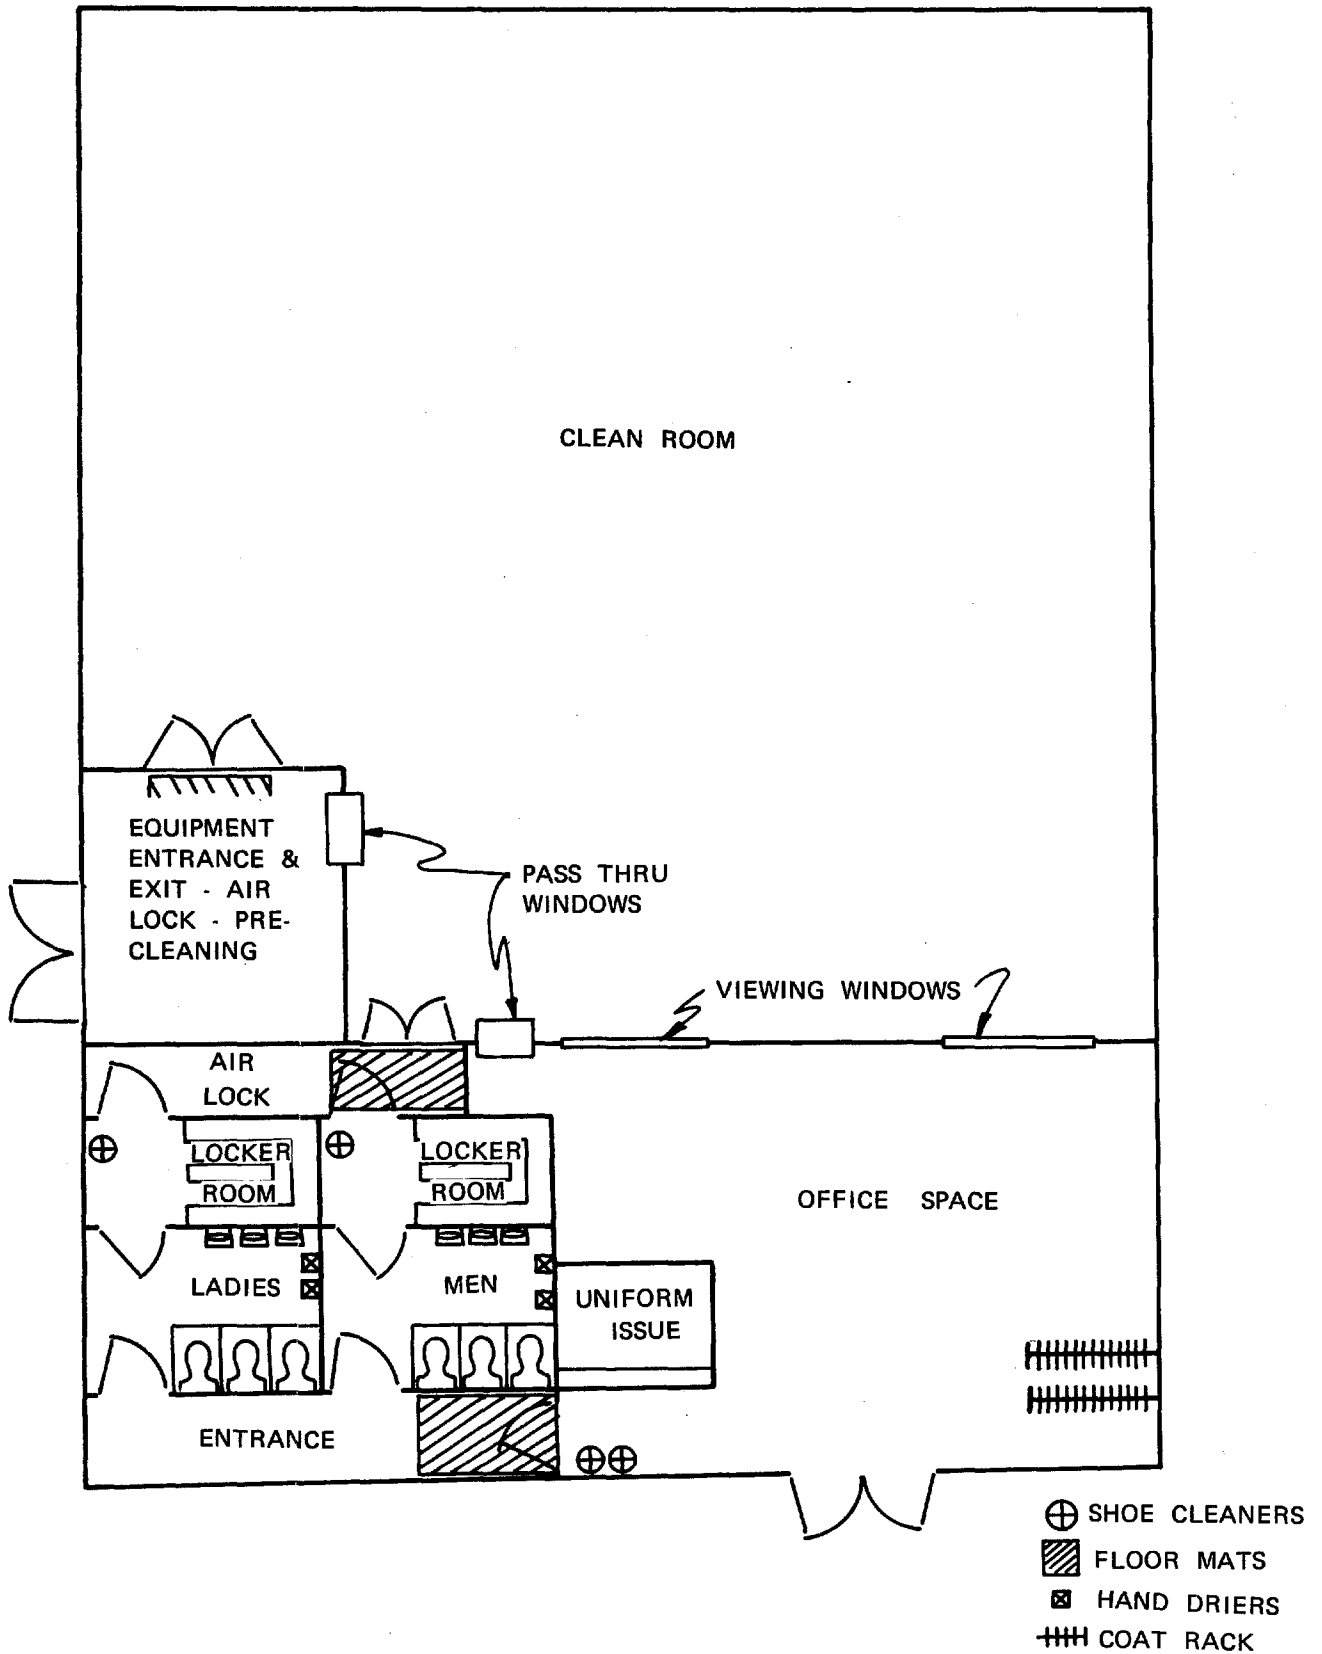 CLEAN ROOM
EQUIPMENT
ENTRANCE &
EXIT - AIR
LOCK - PRE-
CLEANING
PASS THRU
WINDOWS
VIEWING WINDOWS
AIR
LOCK
LOCKER
ROOM
LOCKER
ROOM
OFFICE SPACE
LADIES
MEN
UNIFORM
ISSUE
ENTRANCE
SHOE CLEANERS
FLOOR MATS
HAND DRIERS
COAT RACK